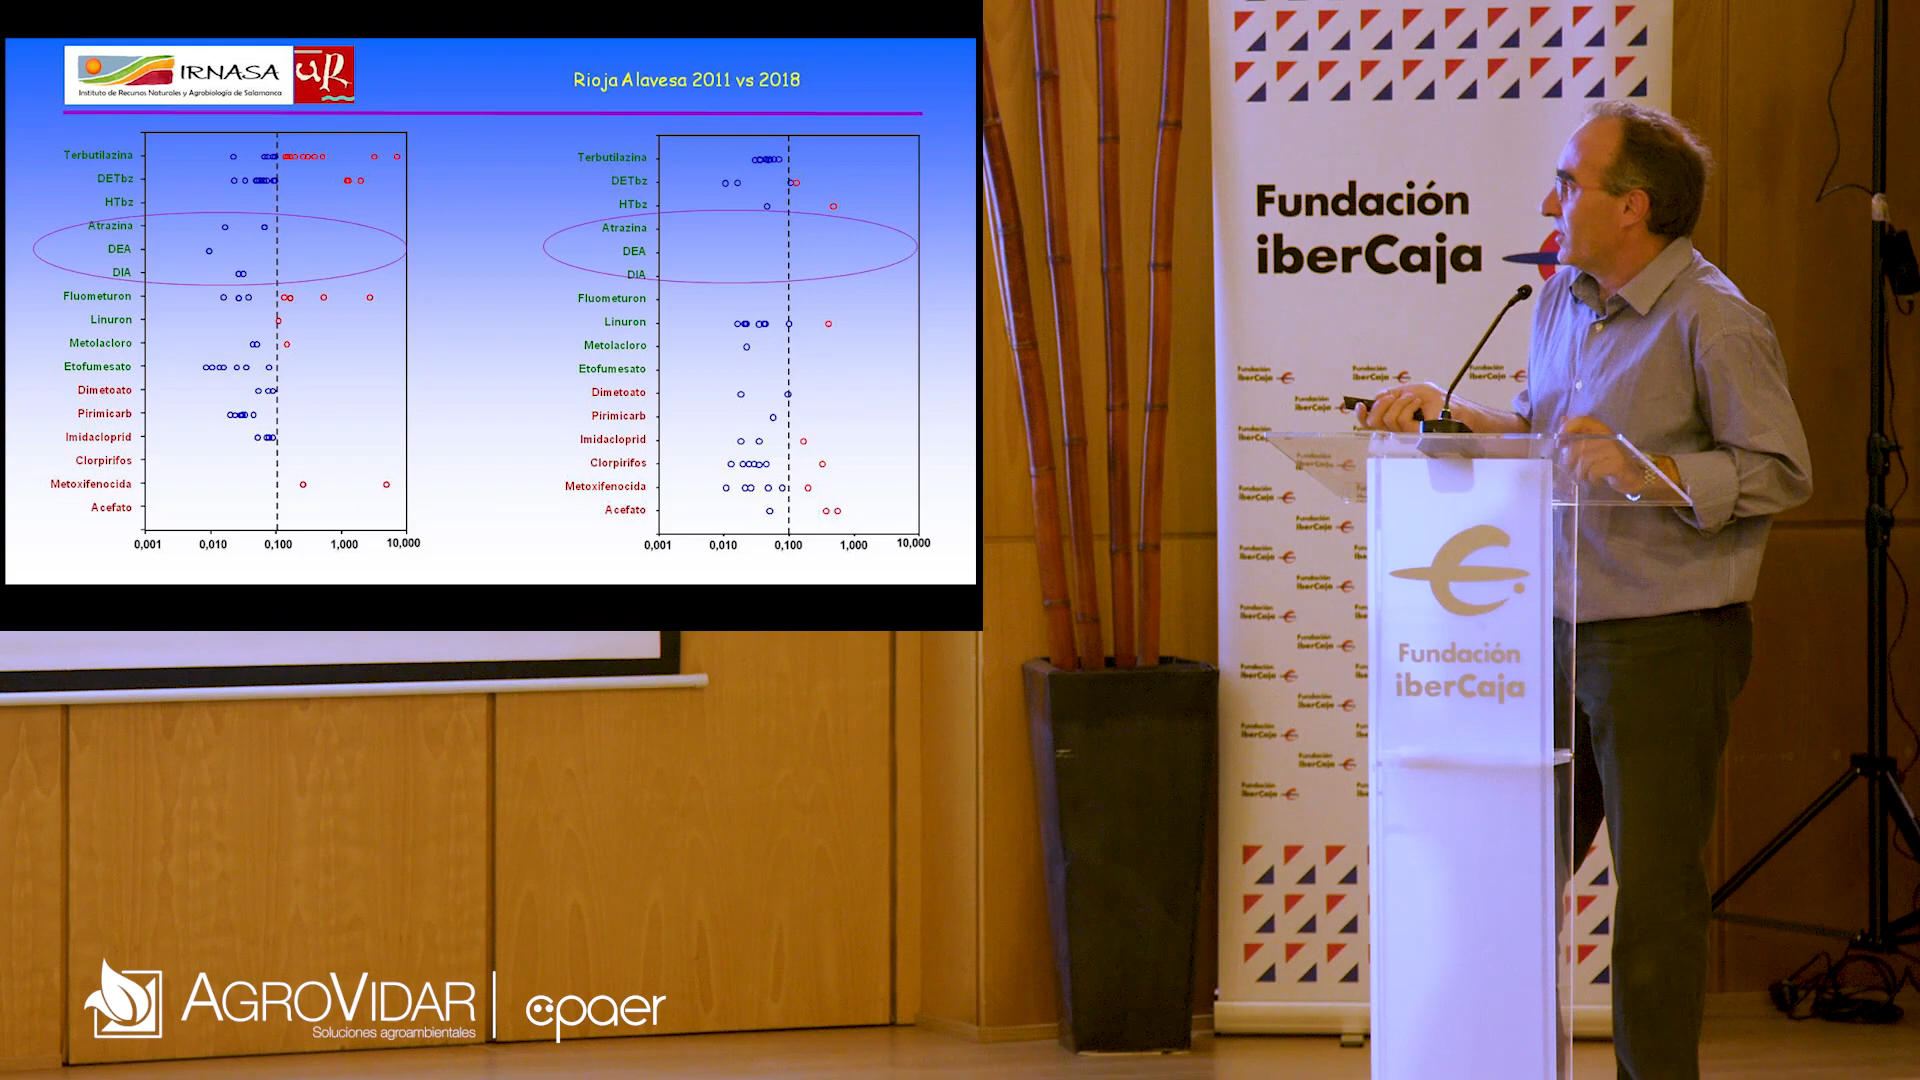 IRNASA
Instituto de Recursos Naturales y Agrobiología de Salamanca
uR
Rioja Alavesa 2011 vs 2018
Terbutilazina
DETbz
HTbz
Atrazina
DEA
DIA
Fluometuron
Linuron
Metolacloro
Etofumesato
Dimetoato
Pirimicarb
Imidacloprid
Clorpirifos
Metoxifenocida
Acefato
0,001 0,010 0,100 1,000 10,000
Terbutilazina
DETbz
HTbz
Atrazina
DEA
DIA
Fluometuron
Linuron
Metolacloro
Etofumesato
Dimetoato
Pirimicarb
Imidacloprid
Clorpirifos
Metoxifenocida
Acefato
0,001 0,010 0,100 1,000 10,000
Fundación
iberCaja
Fundación
iberCaja
AGROVIDAR
Soluciones agroambientales
cpaer